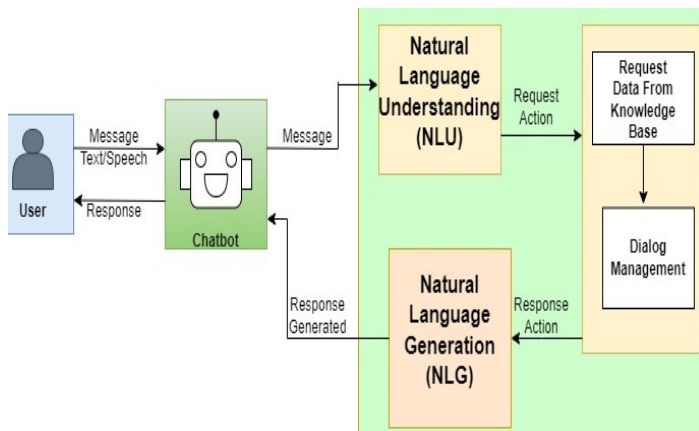 User
Message
Text/Speech
Response
Chatbot
Message
Natural
Language
Understanding
(NLU)
Request
Action
Request
Data From
Knowledge
Base
Dialog
Management
Response
Action
Natural
Language
Generation
(NLG)
Response
Generated